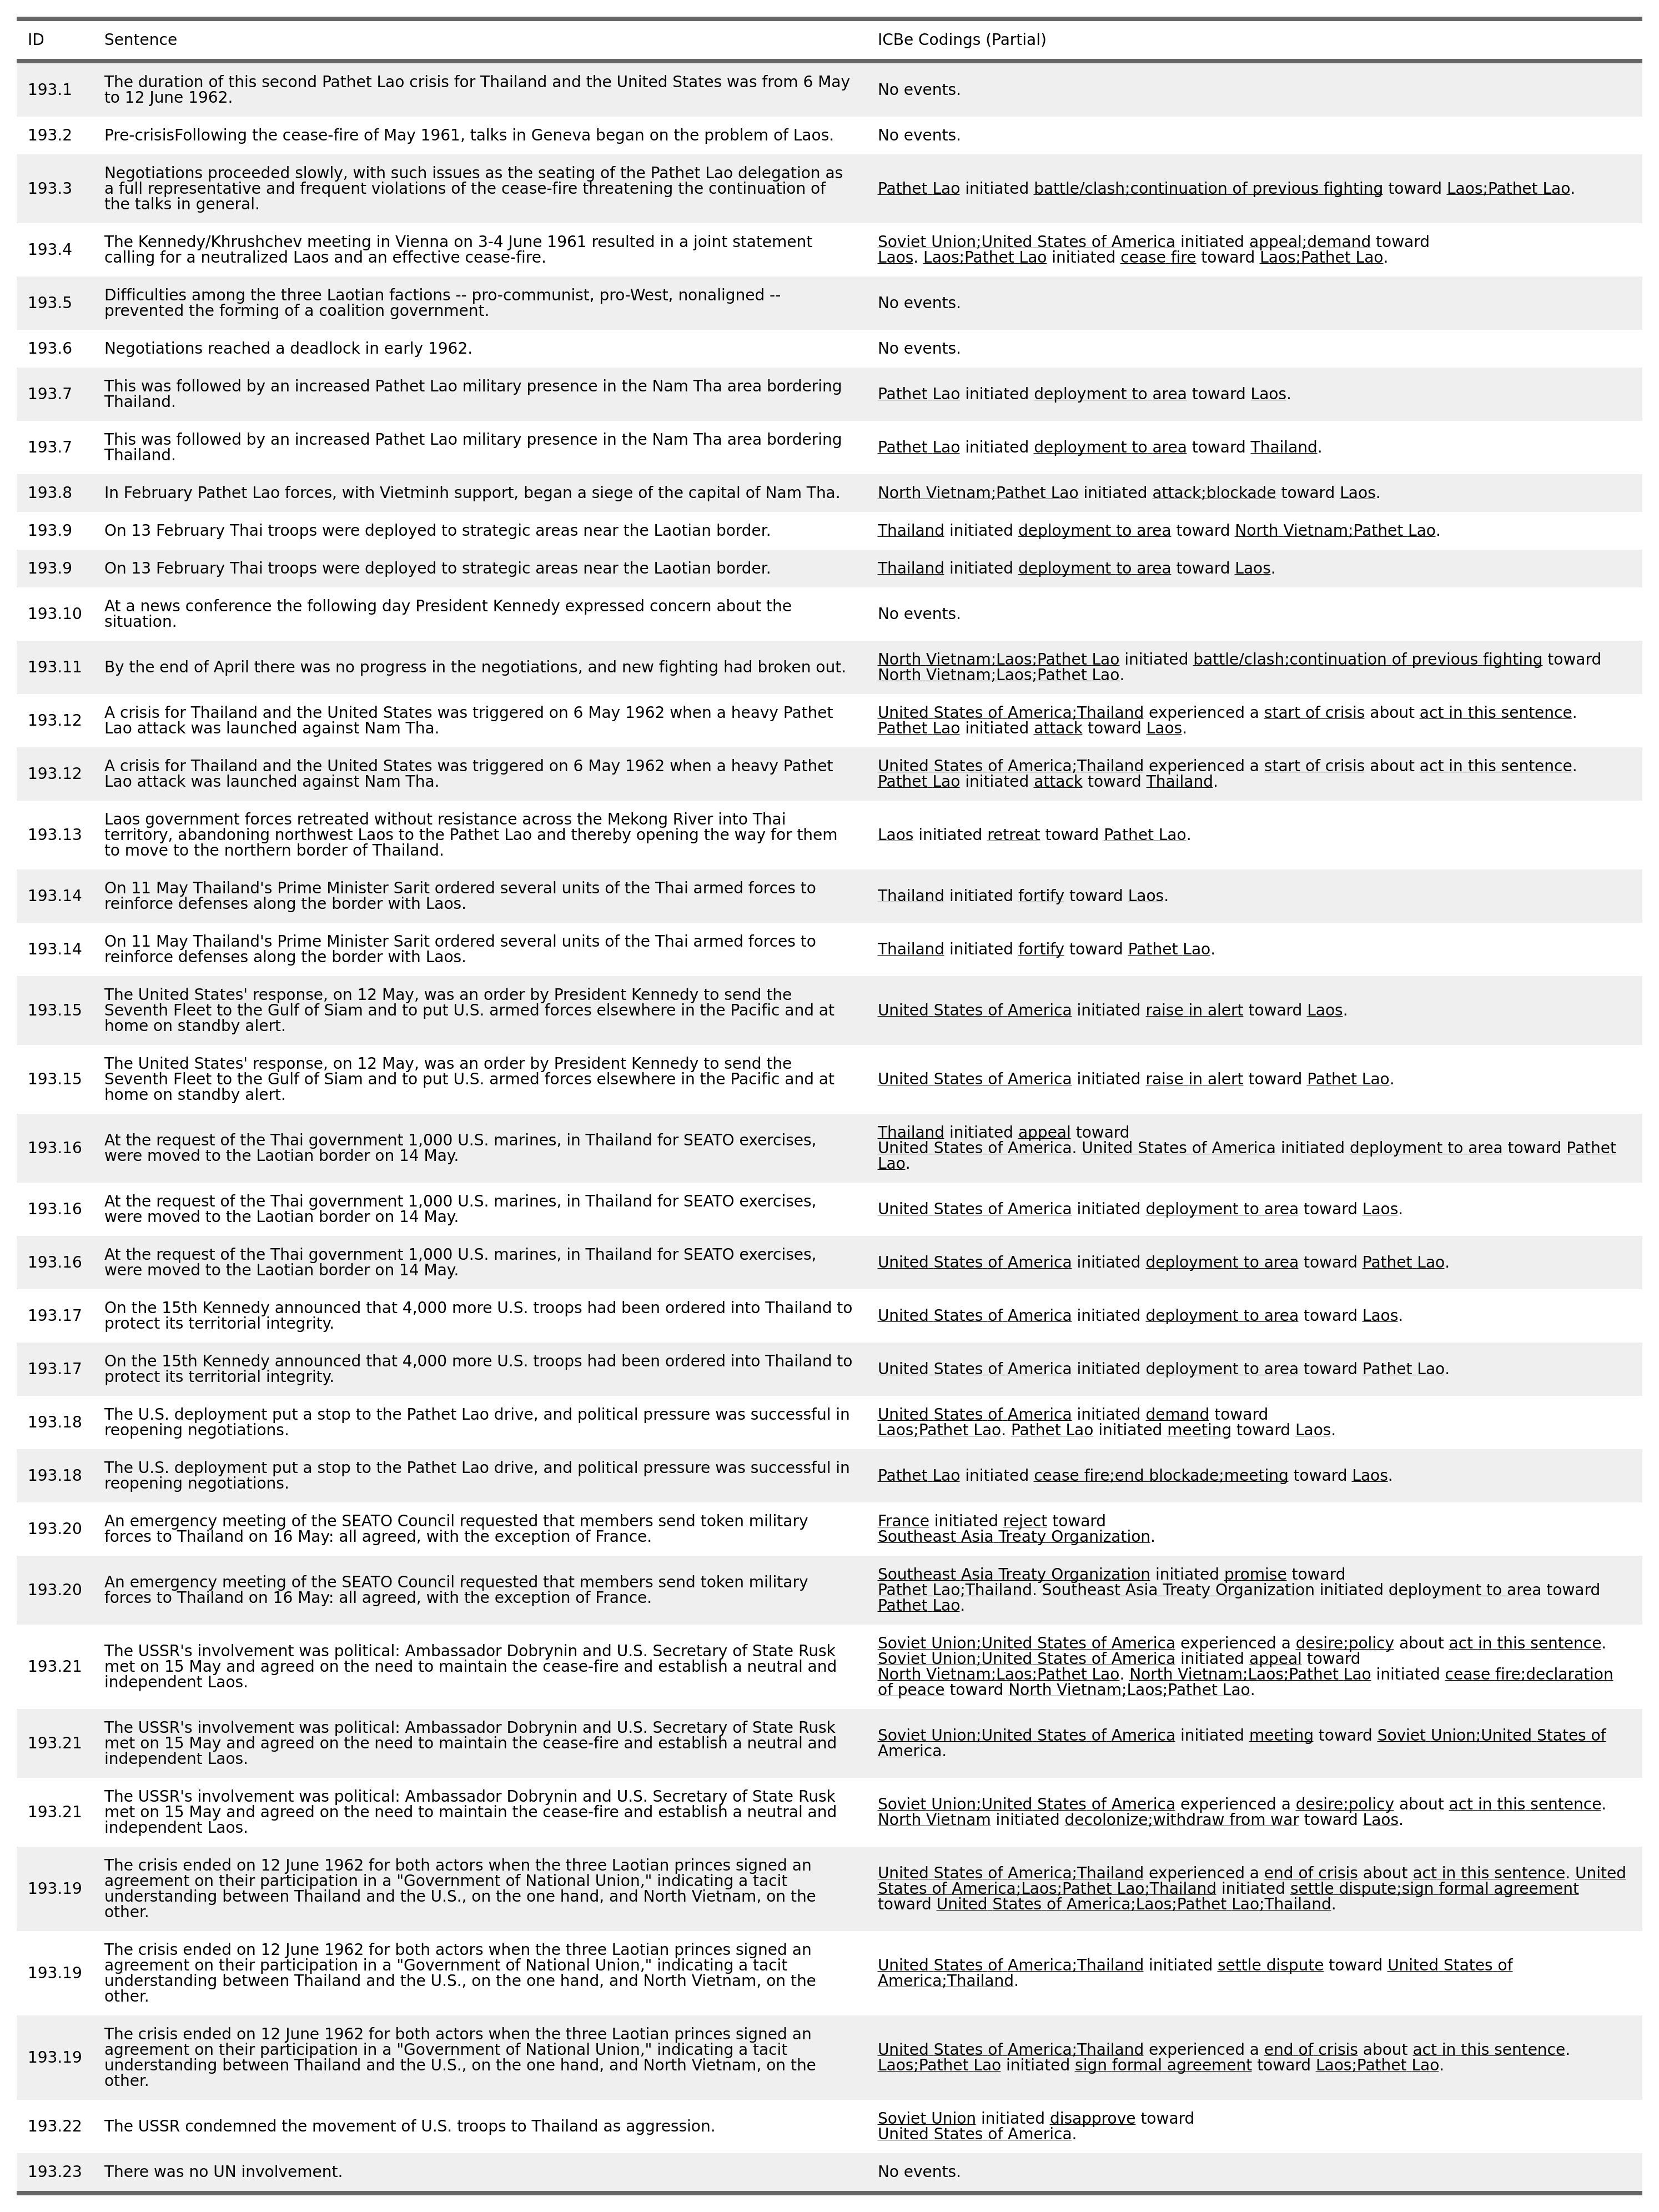 ID Sentence ICBe Codings (Partial)
193.1 The duration of this second Pathet Lao crisis for Thailand and the United States was from 6 May
to 12 June 1962.
No events.
193.2 Pre-crisisFollowing the cease-fire of May 1961, talks in Geneva began on the problem of Laos. No events.
193.3 Negotiations proceeded slowly, with such issues as the seating of the Pathet Lao delegation as
a full representative and frequent violations of the cease-fire threatening the continuation of
the talks in general.
Pathet Lao initiated battle/clash;continuation of previous fighting toward Laos;Pathet Lao.
193.4 The Kennedy/Khrushchev meeting in Vienna on 3-4 June 1961 resulted in a joint statement
calling for a neutralized Laos and an effective cease-fire.
Soviet Union;United States of America initiated appeal;demand toward
Laos. Laos;Pathet Lao initiated cease fire toward Laos;Pathet Lao.
193.5 Difficulties among the three Laotian factions -- pro-communist, pro-West, nonaligned --
prevented the forming of a coalition government.
No events.
193.6 Negotiations reached a deadlock in early 1962. No events.
193.7 This was followed by an increased Pathet Lao military presence in the Nam Tha area bordering
Thailand.
Pathet Lao initiated deployment to area toward Laos.
193.7 This was followed by an increased Pathet Lao military presence in the Nam Tha area bordering
Thailand.
Pathet Lao initiated deployment to area toward Thailand.
193.8 In February Pathet Lao forces, with Vietminh support, began a siege of the capital of Nam Tha. North Vietnam;Pathet Lao initiated attack;blockade toward Laos.
193.9 On 13 February Thai troops were deployed to strategic areas near the Laotian border. Thailand initiated deployment to area toward North Vietnam;Pathet Lao.
193.9 On 13 February Thai troops were deployed to strategic areas near the Laotian border. Thailand initiated deployment to area toward Laos.
193.10 At a news conference the following day President Kennedy expressed concern about the
situation.
No events.
193.11 By the end of April there was no progress in the negotiations, and new fighting had broken out.
North Vietnam;Laos;Pathet Lao initiated battle/clash;continuation of previous fighting toward
North Vietnam;Laos;Pathet Lao.
193.12 A crisis for Thailand and the United States was triggered on 6 May 1962 when a heavy Pathet
Lao attack was launched against Nam Tha.
United States of America;Thailand experienced a start of crisis about act in this sentence.
Pathet Lao initiated attack toward Laos.
193.12 A crisis for Thailand and the United States was triggered on 6 May 1962 when a heavy Pathet
Lao attack was launched against Nam Tha.
United States of America;Thailand experienced a start of crisis about act in this sentence.
Pathet Lao initiated attack toward Thailand.
193.13 Laos government forces retreated without resistance across the Mekong River into Thai
territory, abandoning northwest Laos to the Pathet Lao and thereby opening the way for them
to move to the northern border of Thailand.
Laos initiated retreat toward Pathet Lao.
193.14 On 11 May Thailand's Prime Minister Sarit ordered several units of the Thai armed forces to
reinforce defenses along the border with Laos.
Thailand initiated fortify toward Laos.
193.14 On 11 May Thailand's Prime Minister Sarit ordered several units of the Thai armed forces to
reinforce defenses along the border with Laos.
Thailand initiated fortify toward Pathet Lao.
193.15 The United States' response, on 12 May, was an order by President Kennedy to send the
Seventh Fleet to the Gulf of Siam and to put U.S. armed forces elsewhere in the Pacific and at
home on standby alert.
United States of America initiated raise in alert toward Laos.
193.15 The United States' response, on 12 May, was an order by President Kennedy to send the
Seventh Fleet to the Gulf of Siam and to put U.S. armed forces elsewhere in the Pacific and at
home on standby alert.
United States of America initiated raise in alert toward Pathet Lao.
193.16 At the request of the Thai government 1,000 U.S. marines, in Thailand for SEATO exercises,
were moved to the Laotian border on 14 May.
Thailand initiated appeal toward
United States of America. United States of America initiated deployment to area toward Pathet
Lao.
193.16 At the request of the Thai government 1,000 U.S. marines, in Thailand for SEATO exercises,
were moved to the Laotian border on 14 May.
United States of America initiated deployment to area toward Laos.
193.16 At the request of the Thai government 1,000 U.S. marines, in Thailand for SEATO exercises,
were moved to the Laotian border on 14 May.
United States of America initiated deployment to area toward Pathet Lao.
193.17 On the 15th Kennedy announced that 4,000 more U.S. troops had been ordered into Thailand to
protect its territorial integrity.
United States of America initiated deployment to area toward Laos.
193.17 On the 15th Kennedy announced that 4,000 more U.S. troops had been ordered into Thailand to
protect its territorial integrity.
United States of America initiated deployment to area toward Pathet Lao.
193.18 The U.S. deployment put a stop to the Pathet Lao drive, and political pressure was successful in
reopening negotiations.
United States of America initiated demand toward
Laos;Pathet Lao. Pathet Lao initiated meeting toward Laos.
193.18 The U.S. deployment put a stop to the Pathet Lao drive, and political pressure was successful in
reopening negotiations.
Pathet Lao initiated cease fire;end blockade;meeting toward Laos.
193.20 An emergency meeting of the SEATO Council requested that members send token military
forces to Thailand on 16 May: all agreed, with the exception of France.
France initiated reject toward
Southeast Asia Treaty Organization.
193.20 An emergency meeting of the SEATO Council requested that members send token military
forces to Thailand on 16 May: all agreed, with the exception of France.
Southeast Asia Treaty Organization initiated promise toward
Pathet Lao;Thailand. Southeast Asia Treaty Organization initiated deployment to area toward
Pathet Lao.
193.21 The USSR's involvement was political: Ambassador Dobrynin and U.S. Secretary of State Rusk
met on 15 May and agreed on the need to maintain the cease-fire and establish a neutral and
independent Laos.
Soviet Union;United States of America experienced a desire;policy about act in this sentence.
Soviet Union;United States of America initiated appeal toward
North Vietnam;Laos;Pathet Lao. North Vietnam;Laos;Pathet Lao initiated cease fire;declaration
of peace toward North Vietnam;Laos;Pathet Lao.
193.21 The USSR's involvement was political: Ambassador Dobrynin and U.S. Secretary of State Rusk
met on 15 May and agreed on the need to maintain the cease-fire and establish a neutral and
independent Laos.
Soviet Union;United States of America initiated meeting toward Soviet Union;United States of
America.
193.21 The USSR's involvement was political: Ambassador Dobrynin and U.S. Secretary of State Rusk
met on 15 May and agreed on the need to maintain the cease-fire and establish a neutral and
independent Laos.
Soviet Union;United States of America experienced a desire;policy about act in this sentence.
North Vietnam initiated decolonize;withdraw from war toward Laos.
193.19 The crisis ended on 12 June 1962 for both actors when the three Laotian princes signed an
agreement on their participation in a "Government of National Union," indicating a tacit
understanding between Thailand and the U.S., on the one hand, and North Vietnam, on the
other.
United States of America;Thailand experienced a end of crisis about act in this sentence. United
States of America;Laos;Pathet Lao;Thailand initiated settle dispute;sign formal agreement
toward United States of America;Laos;Pathet Lao;Thailand.
193.19 The crisis ended on 12 June 1962 for both actors when the three Laotian princes signed an
agreement on their participation in a "Government of National Union," indicating a tacit
understanding between Thailand and the U.S., on the one hand, and North Vietnam, on the
other.
United States of America;Thailand initiated settle dispute toward United States of
America;Thailand.
193.19 The crisis ended on 12 June 1962 for both actors when the three Laotian princes signed an
agreement on their participation in a "Government of National Union," indicating a tacit
understanding between Thailand and the U.S., on the one hand, and North Vietnam, on the
other.
United States of America;Thailand experienced a end of crisis about act in this sentence.
Laos;Pathet Lao initiated sign formal agreement toward Laos;Pathet Lao.
193.22 The USSR condemned the movement of U.S. troops to Thailand as aggression.
Soviet Union initiated disapprove toward
United States of America.
193.23 There was no UN involvement. No events.